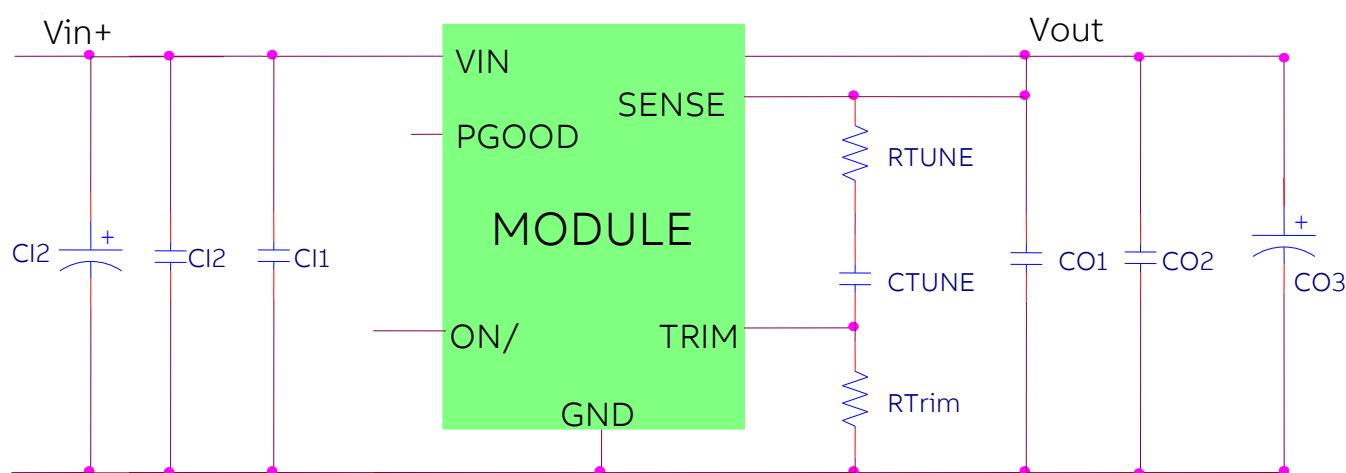 Vin+
Vout
VIN
SENSE
PGOOD
RTUNE
MODULE
+
CI2
CI2
CI1
CTUNE
CO1
CO2
+
CO3
ON/
TRIM
RTrim
GND